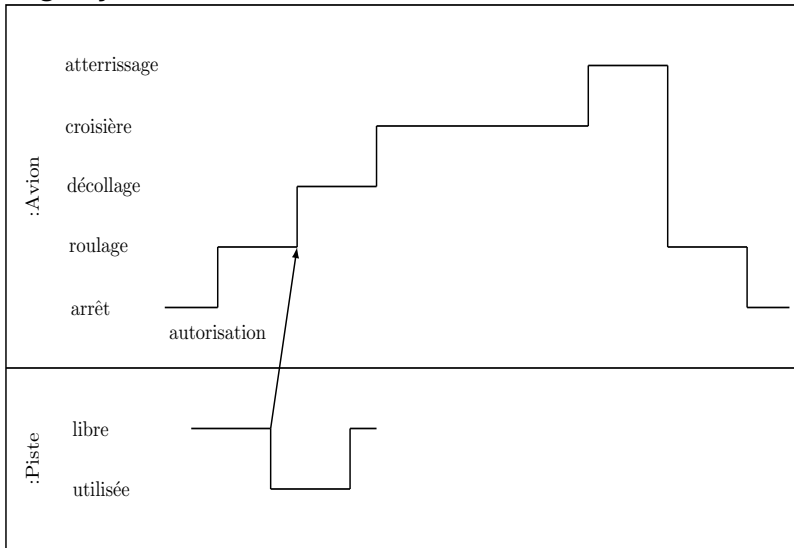 :Avion
atterrissage
croisière
décollage
roulage
arrêt
autorisation
:Piste
libre
utilisée